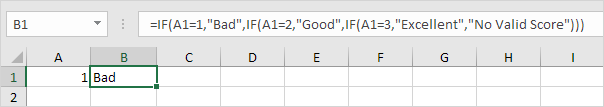 B1 =IF(A1=1,"Bad",IF(A1=2,"Good",IF(A1=3,"Excellent","No Valid Score")))
A B C D E F G H I
1 1 Bad
2